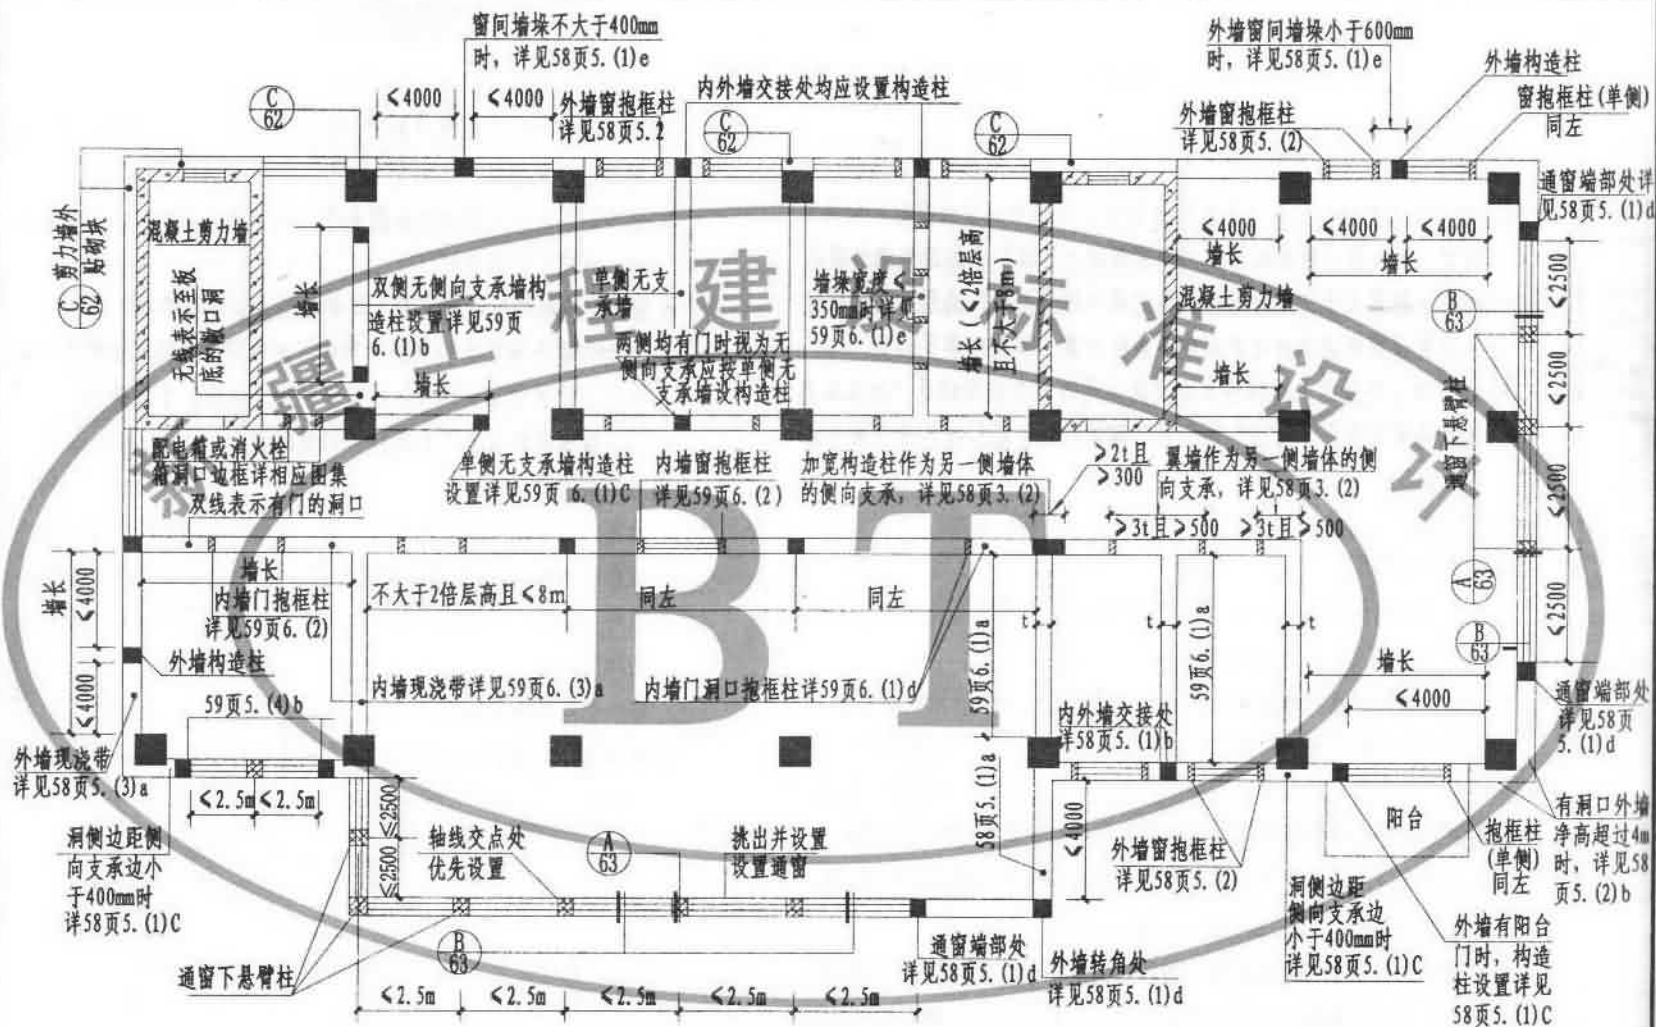 窗间墙垛不大于400mm
时，详见58页5.(1)e
外墙窗间墙垛小于600mm
时，详见58页5.(1)e
外墙构造柱
窗抱框柱(单侧)
同左
C
62
≤4000
≤4000
外墙窗抱框柱
详见58页5.2
内外墙交接处均应设置构造柱
C
62
C
62
外墙窗抱框柱
详见58页5.(2)
通窗端部处详
见58页5.(1)d
C
62
剪力墙外
贴砌块
混凝土剪力墙
无线表示至板
底的敞口洞
墙长
双侧无侧向支承墙构
造柱设置详见59页
6.(1)b
墙长
单侧无支
承墙
两侧均有门时视为无
侧向支承应按单侧无
支承墙设构造柱
墙垛宽度<
350mm时详见
59页6.(1)e
墙长(≤2倍层高
且不大于8m)
≤4000
墙长
混凝土剪力墙
墙长
≤4000
≤4000
墙长
B
63
≤2500
≤2500
≤2500
≤2500
通窗下悬臂柱
A
63
B
63
新疆工程建设标准设计
BT
配电箱或消火栓
箱洞口边框详相应图集
双线表示有门的洞口
单侧无支承墙构造柱
设置详见59页 6.(1)C
内墙窗抱框柱
详见59页6.(2)
加宽构造柱作为另一侧墙体
的侧向支承，详见58页3.(2)
≥2t且
≥300
翼墙作为另一侧墙体的侧
向支承，详见58页3.(2)
≥3t且≥500
≥3t且≥500
墙长
≤4000
≤4000
墙长
内墙门抱框柱
详见59页6.(2)
不大于2倍层高且≤8m
同左
同左
外墙构造柱
59页5.(4)b
内墙现浇带详见59页6.(3)a
内墙门洞口抱框柱详59页6.(1)d
59页6.(1)a
t
t
t
59页6.(1)a
内外墙交接处
详58页5.(1)b
墙长
≤4000
通窗端部处
详见58页
5.(1)d
外墙现浇带
详见58页5.(3)a
≤2.5m
≤2.5m
洞侧边距侧
向支承边小
于400mm时
详58页5.(1)C
≤2500
≤2500
轴线交点处
优先设置
A
63
挑出并设置
设置通窗
58页5.(1)a
≤4000
外墙窗抱框柱
详见58页5.(2)
阳台
抱框柱
(单侧)
同左
有洞口外墙
净高超过4m
时，详见58
页5.(2)b
洞侧边距
侧向支承边
小于400mm时
详见58页5.(1)C
外墙有阳台
门时，构造
柱设置详见
58页5.(1)C
B
63
通窗下悬臂柱
通窗端部处
详见58页5.(1)d
外墙转角处
详见58页5.(1)d
≤2.5m
≤2.5m
≤2.5m
≤2.5m
≤2.5m